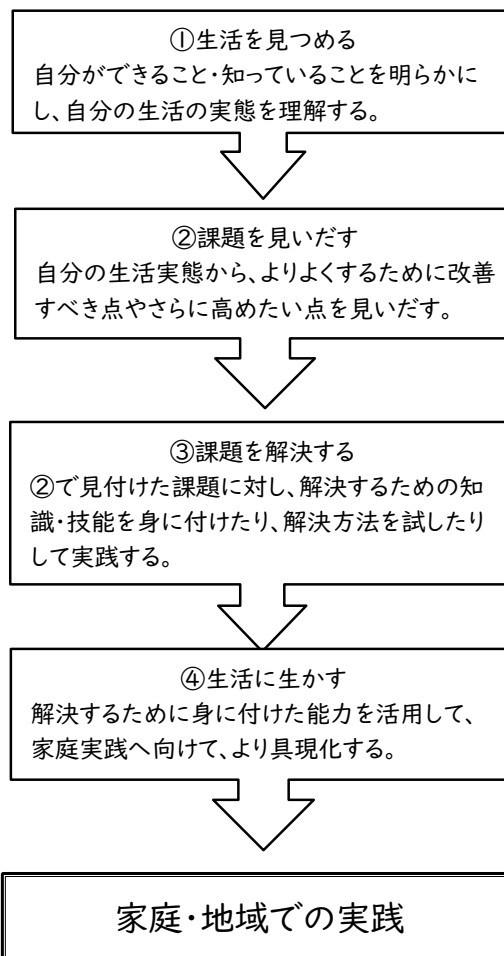 ①生活を見つめる
自分ができること・知っていることを明らかに
し、自分の生活の実態を理解する。
②課題を見いだす
自分の生活実態から、よりよくするために改善
すべき点やさらに高めたい点を見いだす。
③課題を解決する
②で見付けた課題に対し、解決するための知
識・技能を身に付けたり、解決方法を試したり
して実践する。
④生活に生かす
解決するために身に付けた能力を活用して、
家庭実践へ向けて、より具現化する。
家庭・地域での実践